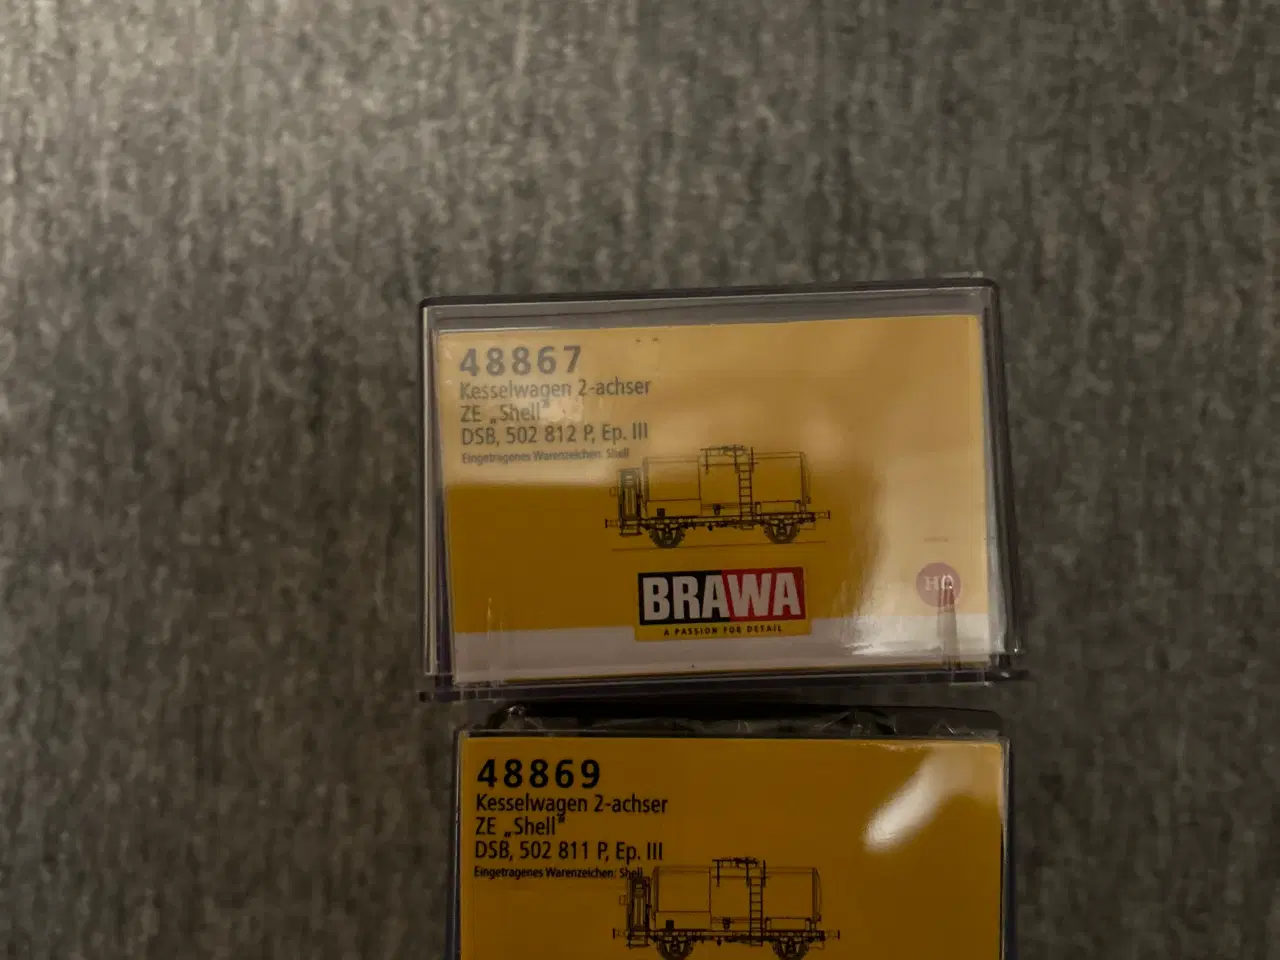 48867
Kesselwagen 2-achser
ZE „Shell"
DSB, 502 812 P, Ep. III
Eingetragenes Warenzeichen: Shell
BRAWA
A PASSION FOR DETAIL
H0
48869
Kesselwagen 2-achser
ZE „Shell"
DSB, 502 811 P, Ep. III
Eingetragenes Warenzeichen: Shell